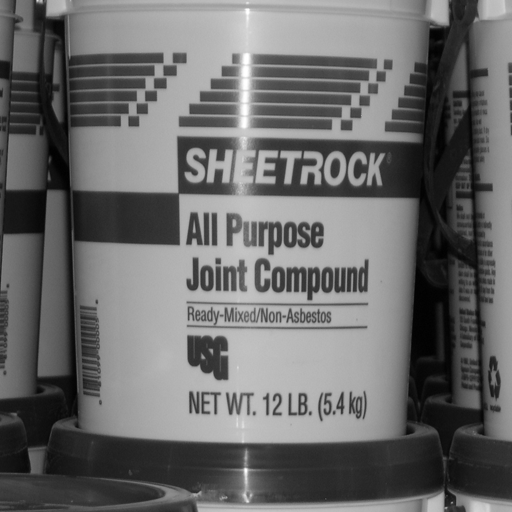 SHEETROCK®
All Purpose
Joint Compound
Ready-Mixed/Non-Asbestos
USG
NET WT. 12 LB. (5.4 kg)